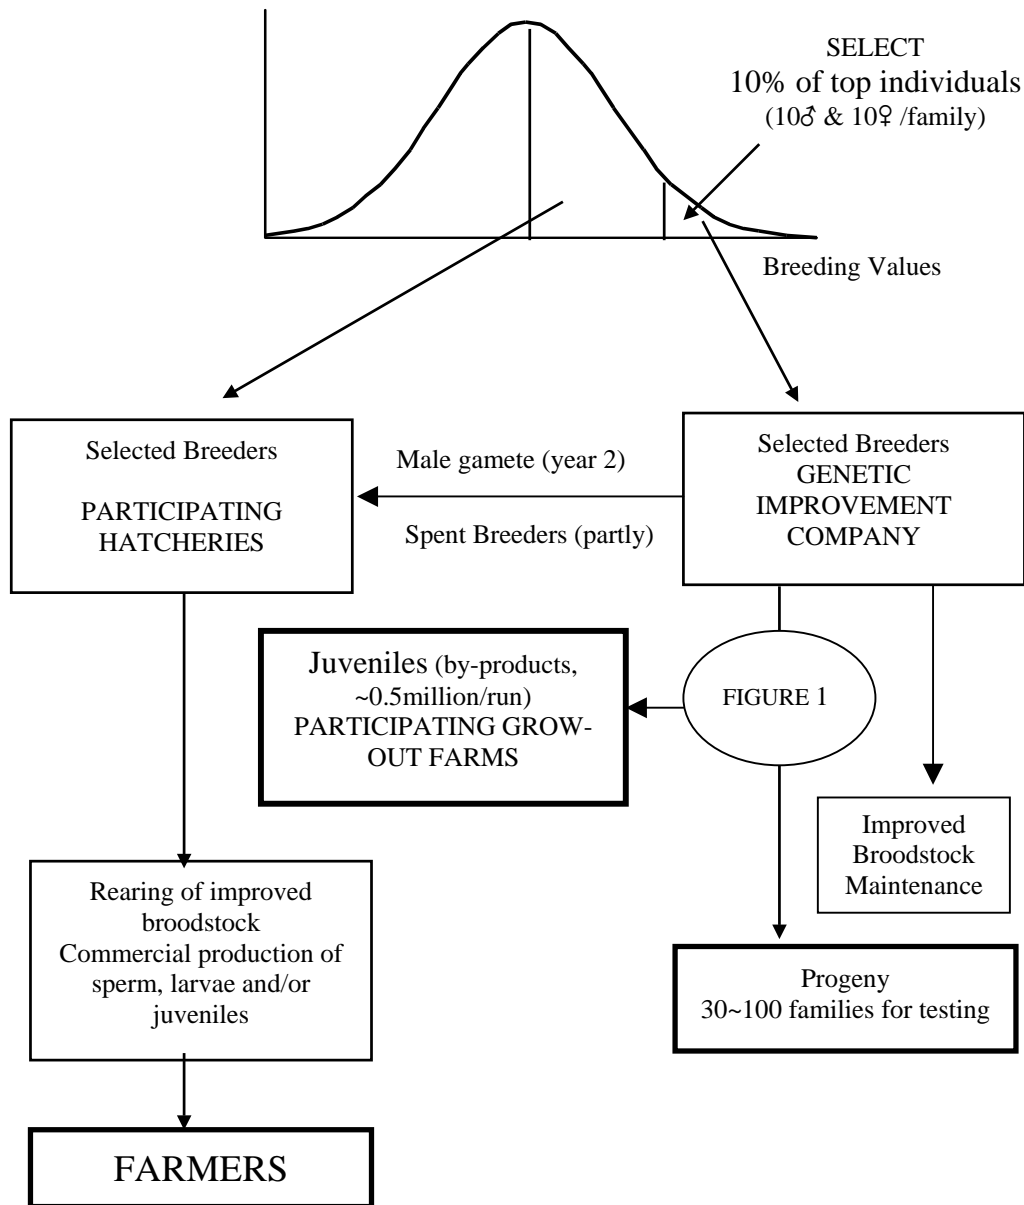 SELECT
10% of top individuals
(10♂ & 10♀ /family)
Breeding Values
Selected Breeders
PARTICIPATING
HATCHERIES
Male gamete (year 2)
Spent Breeders (partly)
Selected Breeders
GENETIC
IMPROVEMENT
COMPANY
Juveniles (by-products,
~0.5million/run)
PARTICIPATING GROW-
OUT FARMS
FIGURE 1
Improved
Broodstock
Maintenance
Rearing of improved
broodstock
Commercial production of
sperm, larvae and/or
juveniles
Progeny
30~100 families for testing
FARMERS